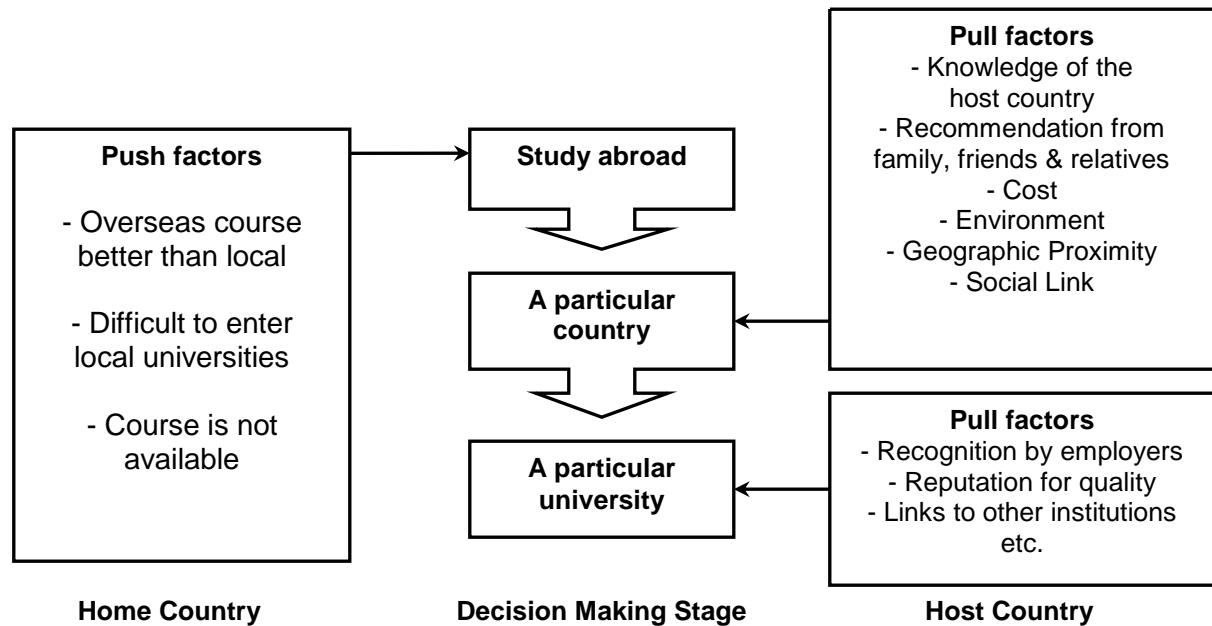 Push factors
- Overseas course
better than local
- Difficult to enter
local universities
- Course is not
available
Home Country
Study abroad
A particular
country
A particular
university
Decision Making Stage
Pull factors
- Knowledge of the
host country
- Recommendation from
family, friends & relatives
- Cost
- Environment
- Geographic Proximity
- Social Link
Pull factors
- Recognition by employers
- Reputation for quality
- Links to other institutions
etc.
Host Country